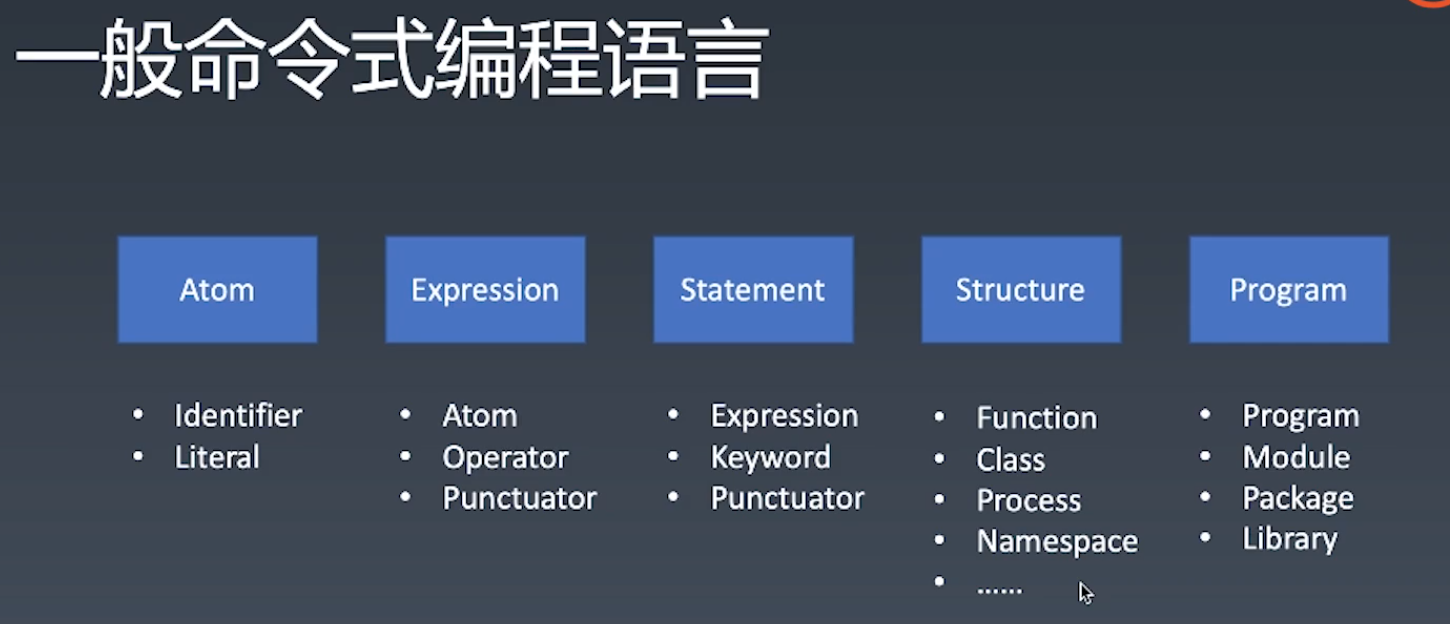 一般命令式编程语言
Atom
• Identifier
• Literal
Expression
• Atom
• Operator
• Punctuator
Statement
• Expression
• Keyword
• Punctuator
Structure
• Function
• Class
• Process
• Namespace
• ……
Program
• Program
• Module
• Package
• Library